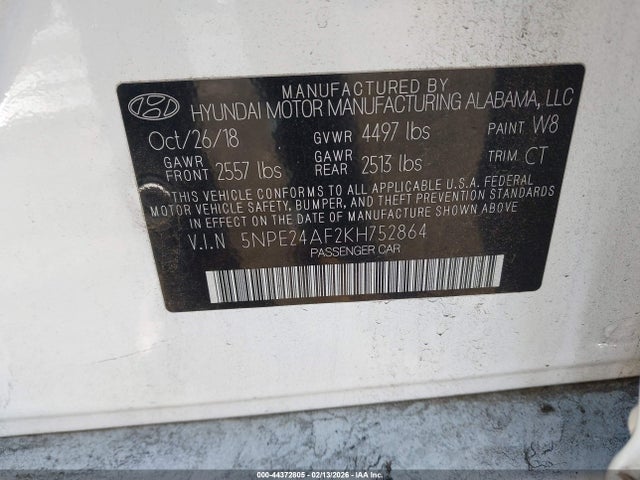 MANUFACTURED BY
HYUNDAI MOTOR MANUFACTURING ALABAMA, LLC
Oct/26/18 GVWR 4497 lbs PAINT W8
GAWR FRONT 2557 lbs GAWR REAR 2513 lbs TRIM CT
THIS VEHICLE CONFORMS TO ALL APPLICABLE U.S.A. FEDERAL
MOTOR VEHICLE SAFETY, BUMPER, AND THEFT PREVENTION STANDARDS
IN EFFECT ON THE DATE OF MANUFACTURE SHOWN ABOVE
V.I.N 5NPE24AF2KH752864
PASSENGER CAR
000-44372805 - 02/13/2026 - ©COPART